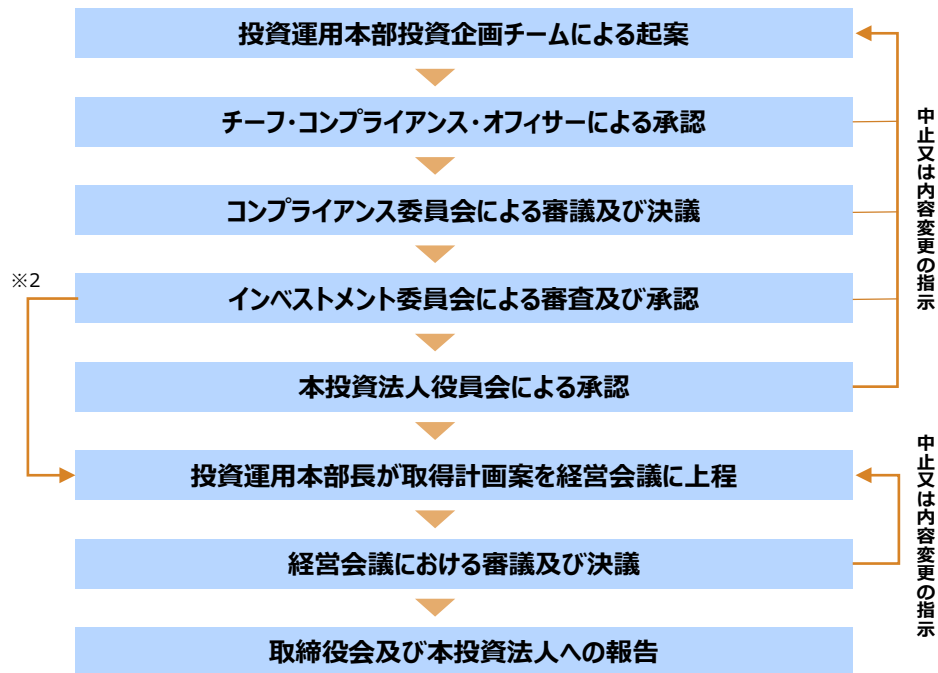 投資運用本部投資企画チームによる起案
チーフ・コンプライアンス・オフィサーによる承認
コンプライアンス委員会による審議及び決議
※2
インベストメント委員会による審査及び承認
本投資法人役員会による承認
中止又は内容変更の指示
投資運用本部長が取得計画案を経営会議に上程
経営会議における審議及び決議
中止又は内容変更の指示
取締役会及び本投資法人への報告